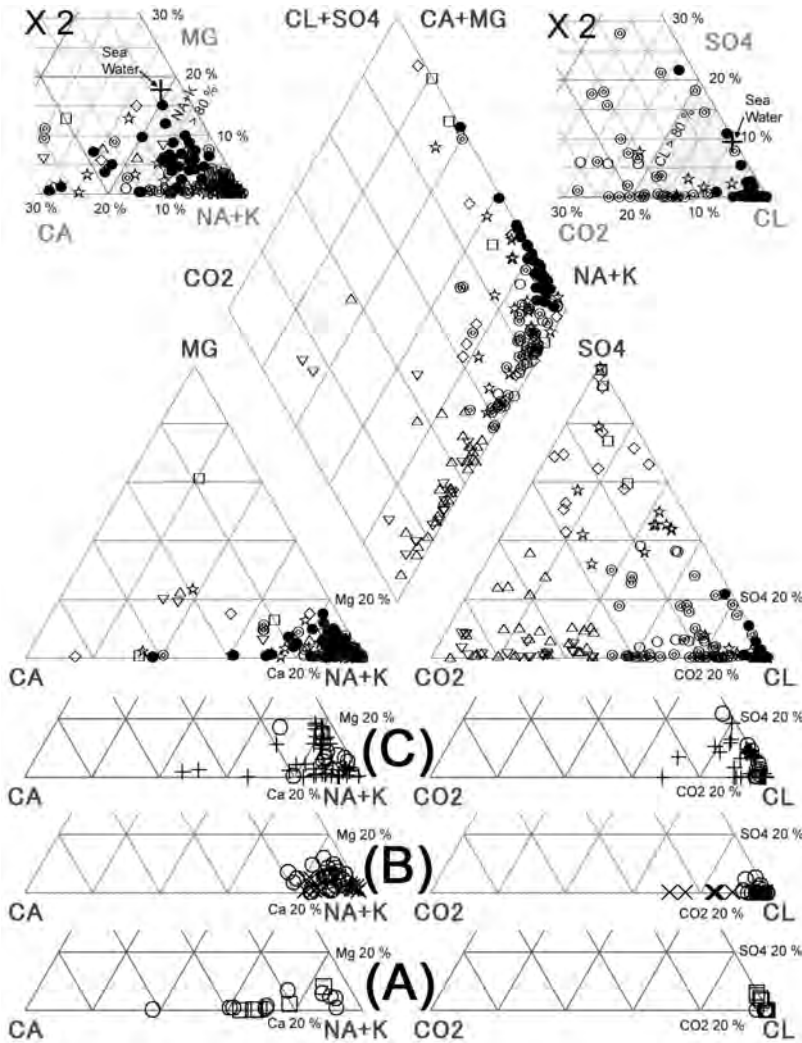 X 2
CL+SO4
CA+MG
30 %
X 2
MG
SO4
Sea
Water
20 %
20 %
NA+K
> 80 %
Sea
Water
10 %
CL > 80 %
10 %
30 %
20 %
10 %
30 %
20 %
10 %
CA
NA+K
CO2
CL
CO2
NA+K
MG
SO4
Mg 20 %
SO4 20 %
CA
Ca 20 %
NA+K
CO2
CO2 20 %
CL
Mg 20 %
(C)
SO4 20 %
CA
Ca 20 %
NA+K
CO2
CO2 20 %
CL
Mg 20 %
(B)
SO4 20 %
CA
Ca 20 %
NA+K
CO2
CO2 20 %
CL
Mg 20 %
(A)
SO4 20 %
CA
Ca 20 %
NA+K
CO2
CO2 20 %
CL